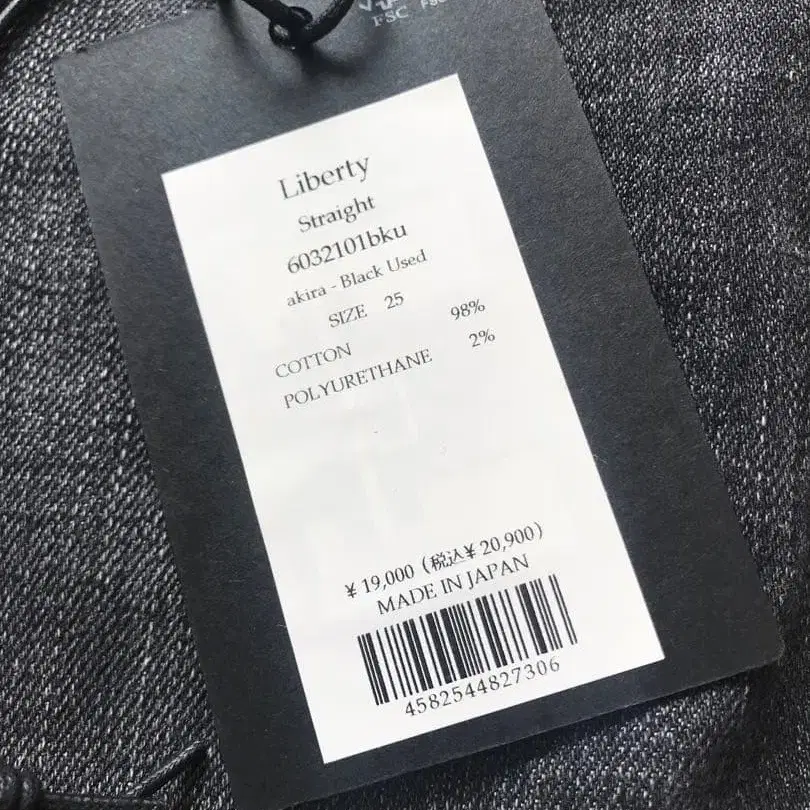 FSC
Liberty
Straight
6032101bku
akira - Black Used
SIZE 25
COTTON 98%
POLYURETHANE 2%
¥ 19,000 (税込¥ 20,900)
MADE IN JAPAN
4582544827306